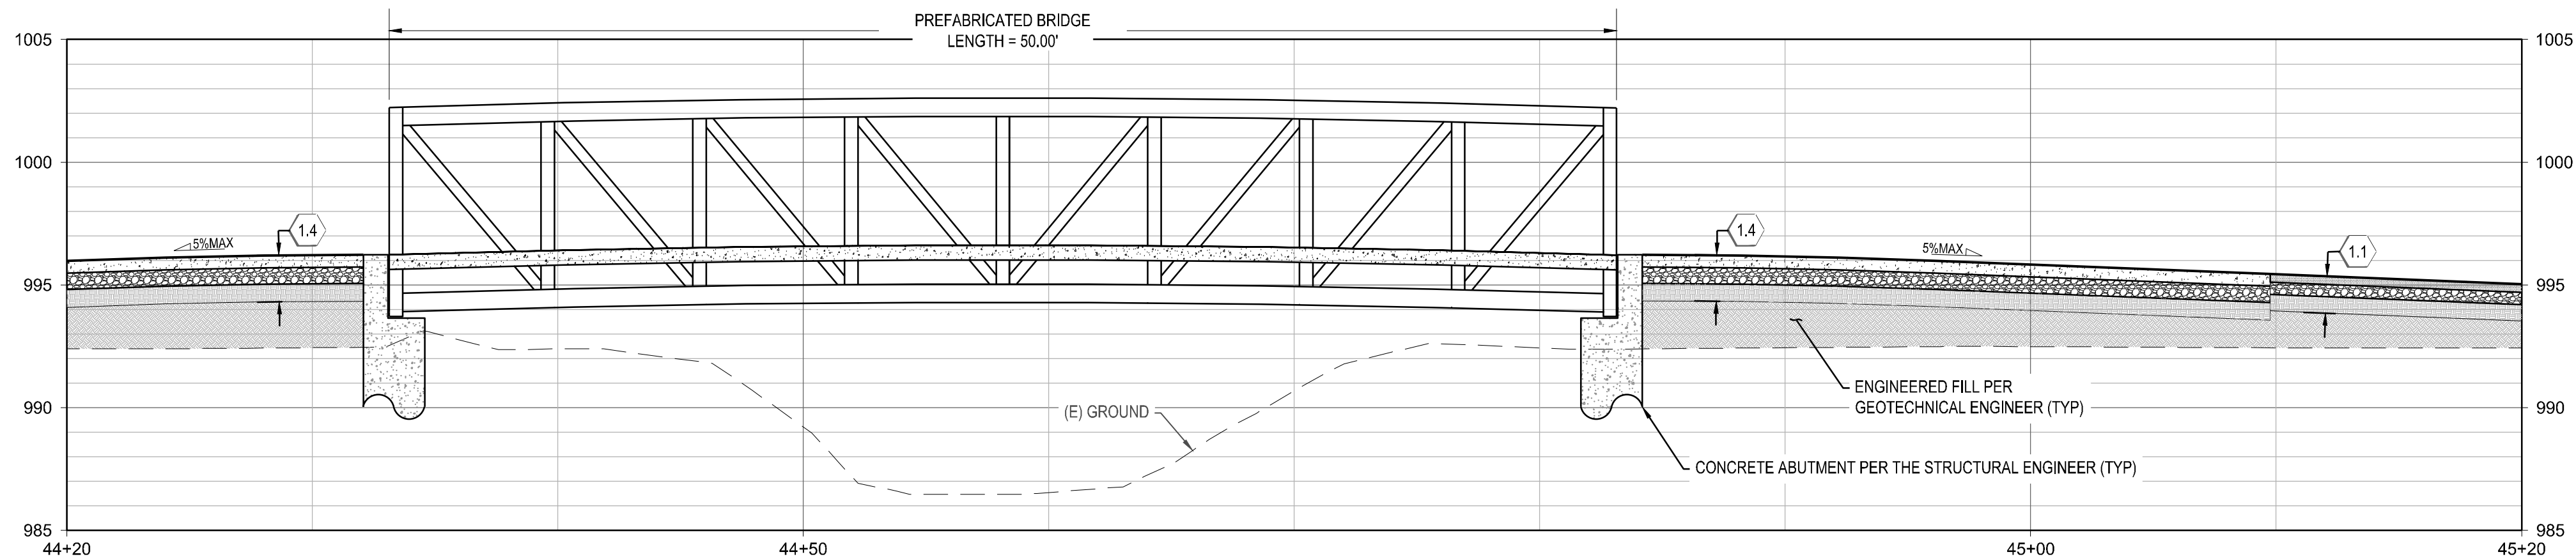 PREFABRICATED BRIDGE
LENGTH = 50.00'
1005
1005
1000
1000
5%MAX
1.4
1.4
5%MAX
1.1
995
995
ENGINEERED FILL PER
GEOTECHNICAL ENGINEER (TYP)
990
(E) GROUND
990
CONCRETE ABUTMENT PER THE STRUCTURAL ENGINEER (TYP)
985
985
44+20
44+50
45+00
45+20